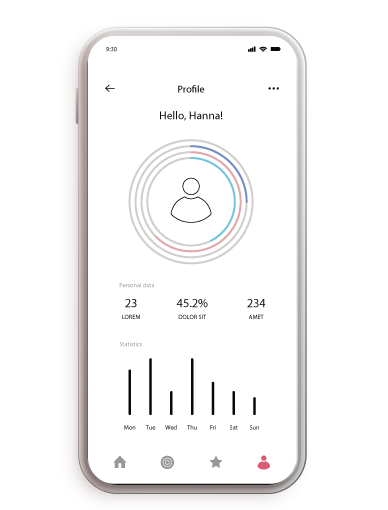 9:30
Profile
Hello, Hanna!
Personal data
23 45.2% 234
LOREM DOLOR SIT AMET
Statistics
Mon Tue Wed Thu Fri Sat Sun